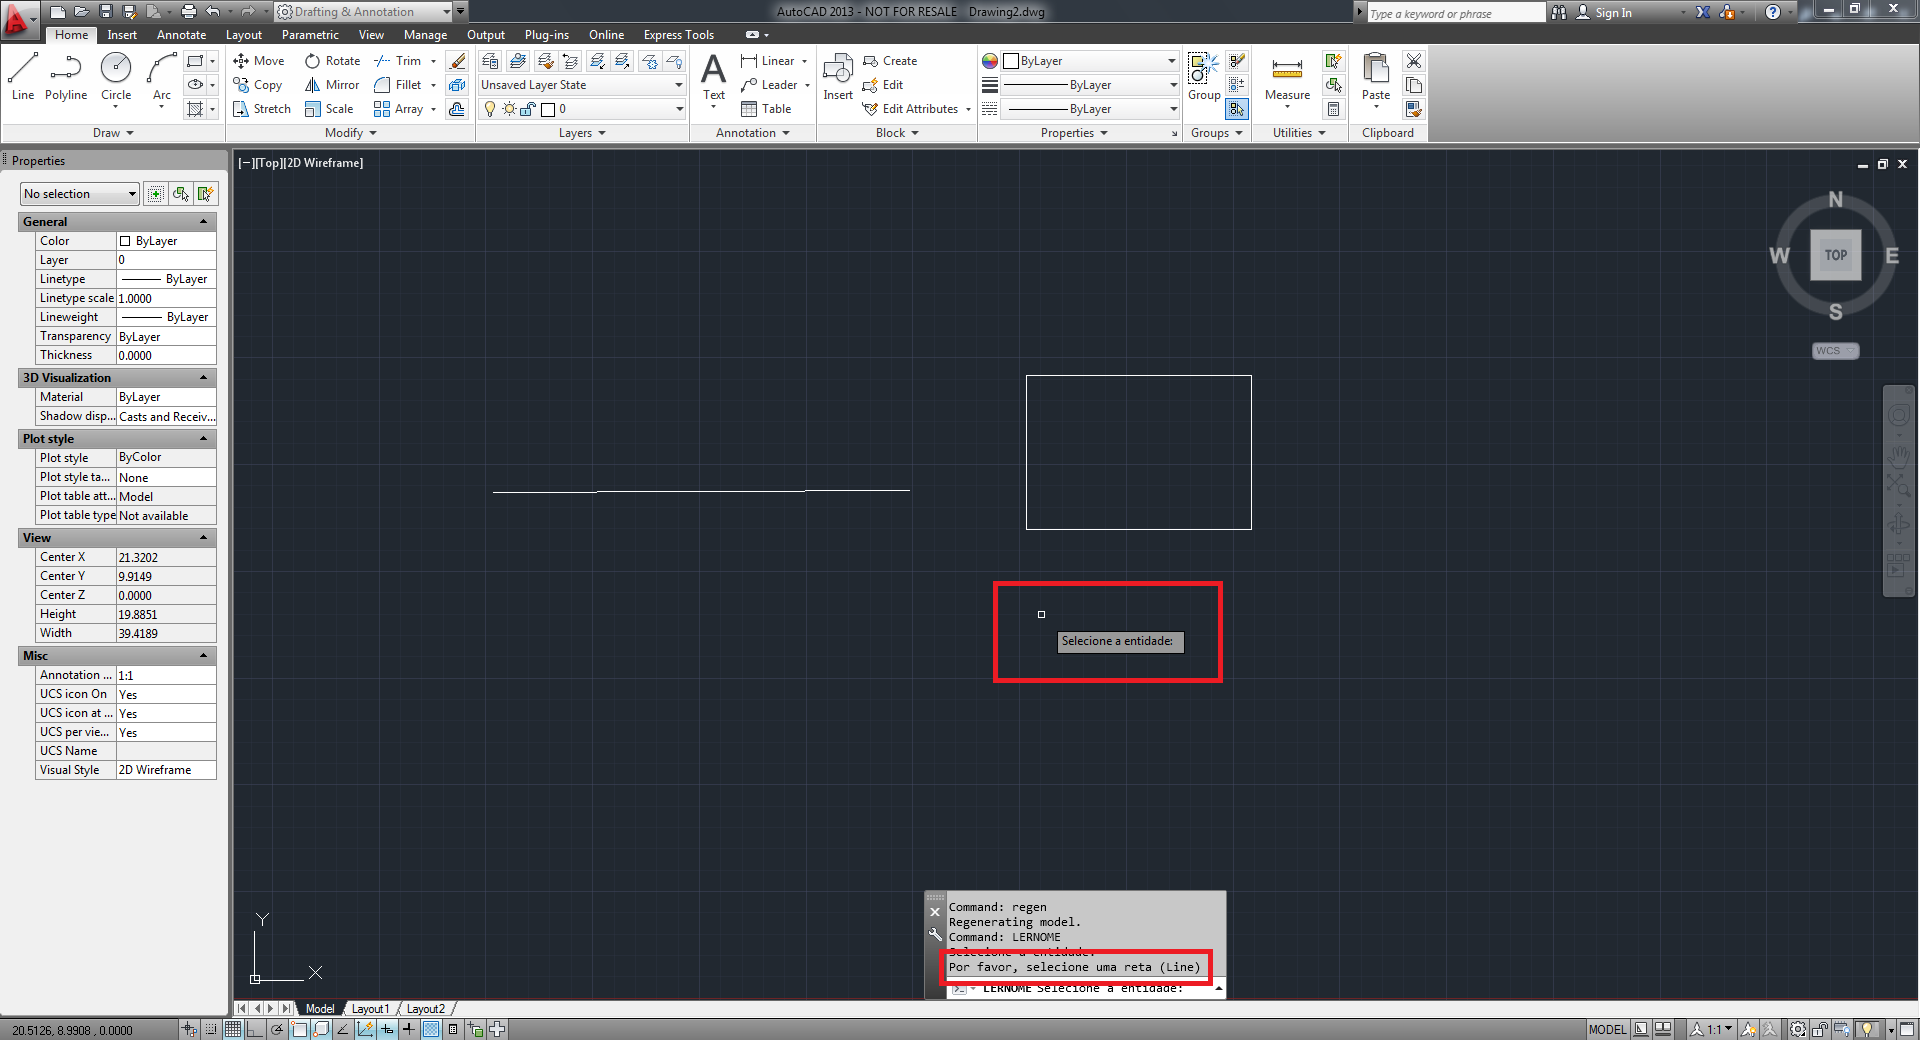 Drafting & Annotation
AutoCAD 2013 - NOT FOR RESALE Drawing2.dwg
Type a keyword or phrase
Sign In
Home Insert Annotate Layout Parametric View Manage Output Plug-ins Online Express Tools
Line Polyline Circle Arc
Move Rotate Trim
Copy Mirror Fillet
Stretch Scale Array
Unsaved Layer State
0
Text
Linear
Leader
Table
Insert
Create
Edit
Edit Attributes
ByLayer
ByLayer
ByLayer
Group
Measure
Paste
Draw Modify Layers Annotation Block Properties Groups Utilities Clipboard
Properties
[−][Top][2D Wireframe]
No selection
General
Color ByLayer
Layer 0
Linetype ByLayer
Linetype scale 1.0000
Lineweight ByLayer
Transparency ByLayer
Thickness 0.0000
3D Visualization
Material ByLayer
Shadow disp... Casts and Receiv...
Plot style
Plot style ByColor
Plot style ta... None
Plot table att... Model
Plot table type Not available
View
Center X 21.3202
Center Y 9.9149
Center Z 0.0000
Height 19.8851
Width 39.4189
Misc
Annotation ... 1:1
UCS icon On Yes
UCS icon at ... Yes
UCS per vie... Yes
UCS Name
Visual Style 2D Wireframe
N
W TOP E
S
WCS
Selecione a entidade:
Y
X
Command: regen
Regenerating model.
Command: LERNOME
Selecione a entidade:
Por favor, selecione uma reta (Line)
LERNOME Selecione a entidade:
Model Layout1 Layout2
20.5126, 8.9908 , 0.0000
MODEL
1:1